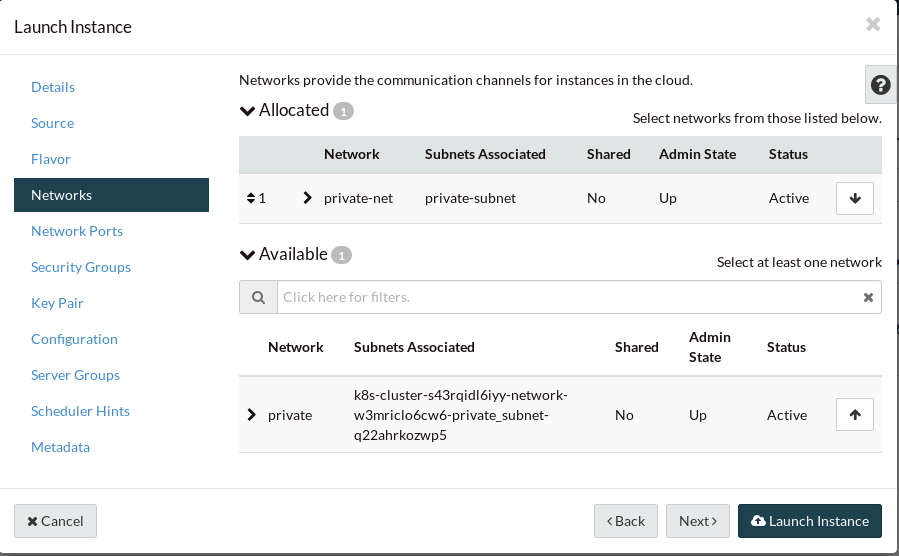 Launch Instance
Details
Source
Flavor
Networks
Network Ports
Security Groups
Key Pair
Configuration
Server Groups
Scheduler Hints
Metadata
Networks provide the communication channels for instances in the cloud.
Allocated 1
Select networks from those listed below.
Network Subnets Associated Shared Admin State Status
1 private-net private-subnet No Up Active
Available 1
Select at least one network
Click here for filters.
Network Subnets Associated Shared Admin State Status
private k8s-cluster-s43rqidl6iyy-network-
w3mriclo6cw6-private_subnet-
q22ahrkozwp5 No Up Active
Cancel
Back
Next
Launch Instance